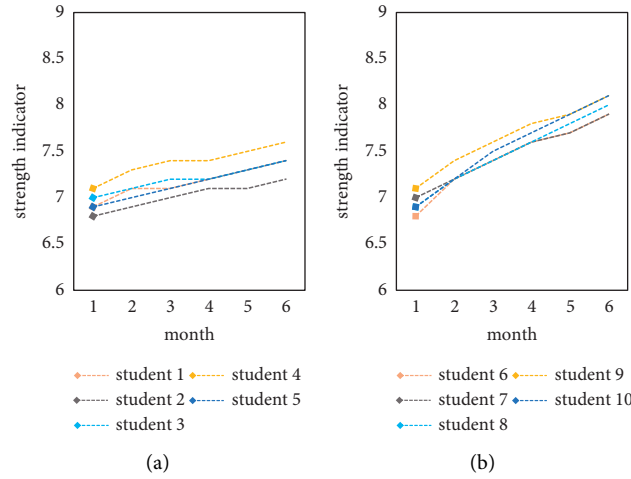 9
8.5
8
7.5
7
6.5
6
strength indicator
1 2 3 4 5 6
month
student 1
student 4
student 2
student 5
student 3
(a)
9
8.5
8
7.5
7
6.5
6
strength indicator
1 2 3 4 5 6
month
student 6
student 9
student 7
student 10
student 8
(b)